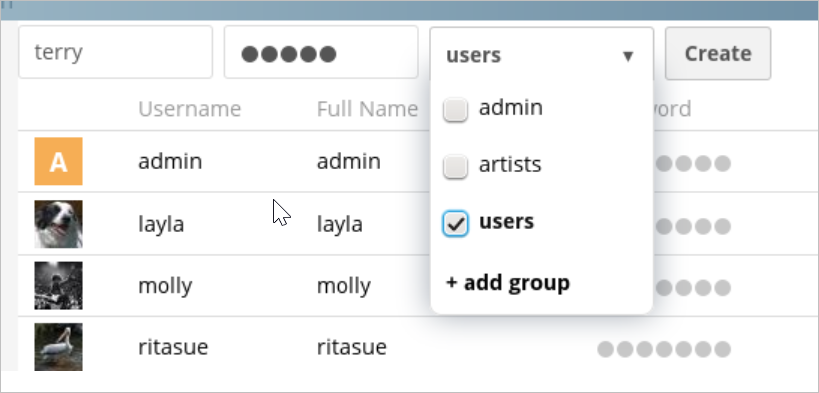 terry ●●●●● users ▼ Create
Username Full Name word
admin
A admin admin ●●●●
artists
layla layla ●●●●
users
molly molly ●●●●
+ add group
ritasue ritasue ●●●●●●●